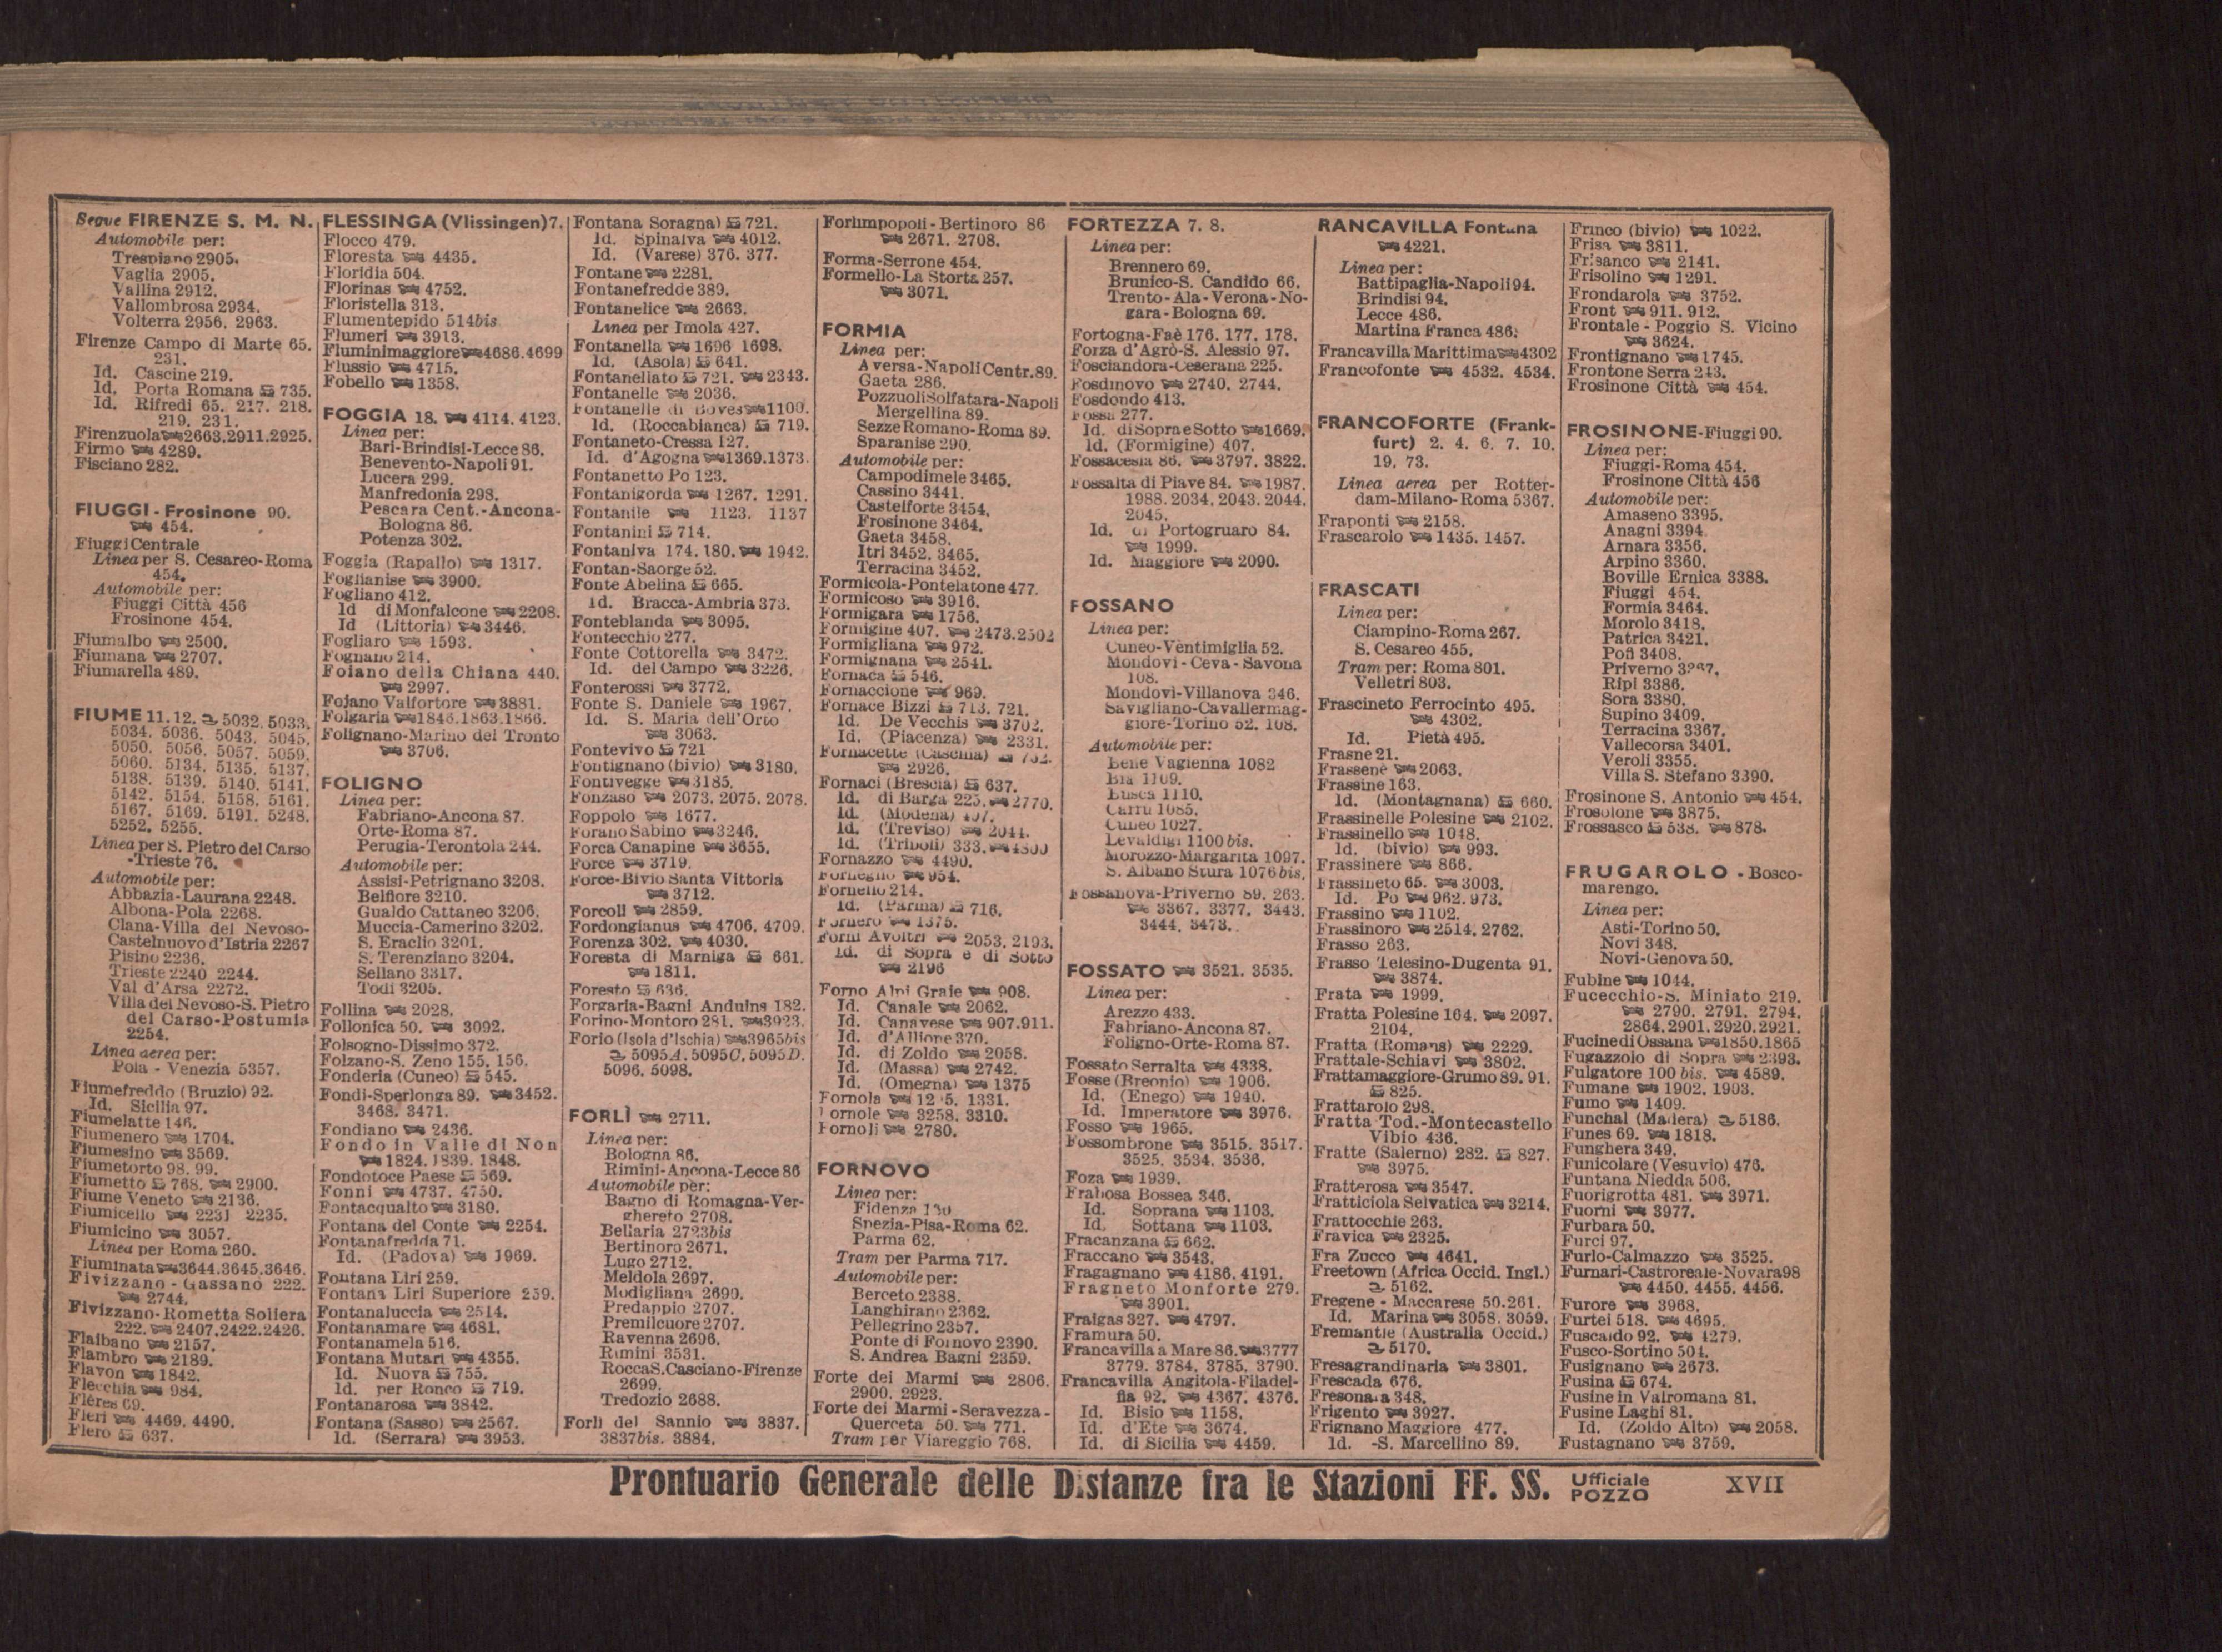 Segue FIRENZE S. M. N.
Automobile per:
Trespiano 2905.
Vaglia 2905.
Vallina 2912.
Vallombrosa 2934.
Volterra 2956. 2963.
Firenze Campo di Marte 65.
231.
Id. Cascine 219.
Id. Porta Romana 735.
Id. Rifredi 65. 217. 218.
219. 231.
Firenzuola 2663.2911.2925.
Firmo 4289.
Fisciano 282.
FIUGGI - Frosinone 90.
454.
Fiuggi Centrale
Linea per S. Cesareo-Roma
454.
Automobile per:
Fiuggi Città 456
Frosinone 454.
Fiumalbo 2500.
Fiumana 2707.
Fiumarella 489.
FIUME 11. 12. 5032. 5033.
5034. 5036. 5043. 5045.
5050. 5056. 5057. 5059.
5060. 5134. 5135. 5137.
5138. 5139. 5140. 5141.
5142. 5154. 5158. 5161.
5167. 5169. 5191. 5248.
5252. 5255.
Linea per S. Pietro del Carso
-Trieste 76.
Automobile per:
Abbazia-Laurana 2248.
Albona-Pola 2268.
Clana-Villa del Nevoso-
Castelnuovo d'Istria 2267
Pisino 2236.
Trieste 2240 2244.
Val d'Arsa 2272.
Villa del Nevoso-S. Pietro
del Carso-Postumia
2254.
Linea aerea per:
Pola - Venezia 5357.
Fiumefreddo (Bruzio) 92.
Id. Sicilia 97.
Fiumelatte 146.
Fiumenero 1704.
Fiumesino 3569.
Fiumetorto 98. 99.
Fiumetto 768. 2900.
Fiume Veneto 2136.
Fiumicello 2231 2235.
Fiumicino 3057.
Linea per Roma 260.
Fiuminata 3644.3645.3646.
Fivizzano - Gassano 222.
2744.
Fivizzano-Rometta Soliera
222. 2407.2422.2426.
Flaibano 2157.
Flambro 2189.
Flavon 1842.
Flecchia 984.
Flères 69.
Fleri 4469. 4490.
Flero 637.
FLESSINGA (Vlissingen) 7.
Flocco 479.
Floresta 4435.
Floridia 504.
Florinas 4752.
Floristella 313.
Flumentepido 514bis
Flumeri 3913.
Fluminimaggiore 4686.4699
Flussio 4715.
Fobello 1358.
FOGGIA 18. 4114. 4123.
Linea per:
Bari-Brindisi-Lecce 86.
Benevento-Napoli 91.
Lucera 299.
Manfredonia 298.
Pescara Cent.-Ancona-
Bologna 86.
Potenza 302.
Foggia (Rapallo) 1317.
Foglianise 3900.
Fogliano 412.
Id di Monfalcone 2208.
Id (Littoria) 3446.
Fogliaro 1593.
Fognano 214.
Foiano della Chiana 440.
2997.
Fojano Valfortore 3881.
Folgaria 1846.1863.1866.
Folignano-Marino del Tronto
3706.
FOLIGNO
Linea per:
Fabriano-Ancona 87.
Orte-Roma 87.
Perugia-Terontola 244.
Automobile per:
Assisi-Petrignano 3208.
Belfiore 3210.
Gualdo Cattaneo 3206.
Muccia-Camerino 3202.
S. Eraclio 3201.
S. Terenziano 3204.
Sellano 3317.
Todi 3205.
Follina 2028.
Follonica 50. 3092.
Folsogno-Dissimo 372.
Folzano-S. Zeno 155. 156.
Fonderia (Cuneo) 545.
Fondi-Sperlonga 89. 3452.
3468. 3471.
Fondiano 2436.
Fondo in Valle di Non
1824. 1839. 1848.
Fondotoce Paese 569.
Fonni 4737. 4750.
Fontacqualto 3180.
Fontana del Conte 2254.
Fontanafredda 71.
Id. (Padova) 1969.
Fontana Liri 259.
Fontana Liri Superiore 259.
Fontanaluccia 2514.
Fontanamare 4681.
Fontanamela 516.
Fontana Mutari 4355.
Id. Nuova 755.
Id. per Ronco 719.
Fontanarosa 3842.
Fontana (Sasso) 2567.
Id. (Serrara) 3953.
Fontana Soragna) 721.
Id. Spinalva 4012.
Id. (Varese) 376. 377.
Fontane 2281.
Fontanefredde 389.
Fontanelice 2663.
Linea per Imola 427.
Fontanella 1696 1698.
Id. (Asola) 641.
Fontanellato 721. 2343.
Fontanelle 2036.
Fontanelle di Boves 1100.
Id. (Roccabianca) 719.
Fontaneto-Cressa 127.
Id. d'Agogna 1369.1373.
Fontanetto Po 123.
Fontanigorda 1267. 1291.
Fontanile 1123. 1137
Fontanini 714.
Fontaniva 174. 180. 1942.
Fontan-Saorge 52.
Fonte Abelina 665.
Id. Bracca-Ambria 373.
Fonteblanda 3095.
Fontecchio 277.
Fonte Cottorella 3472.
Id. del Campo 3226.
Fonterossi 3772.
Fonte S. Daniele 1967.
Id. S. Maria dell'Orto
3063.
Fontevivo 721
Fontignano (bivio) 3180.
Fontivegge 3185.
Fonzaso 2073. 2075. 2078.
Foppolo 1677.
Forano Sabino 3246.
Forca Canapine 3655.
Force 3719.
Force-Bivio Santa Vittoria
3712.
Forcoli 2859.
Fordongianus 4706. 4709.
Forenza 302. 4030.
Foresta di Marniga 661.
1811.
Foresto 636.
Forgaria-Bagni Anduins 182.
Forino-Montoro 281. 3923.
Forio (Isola d'Ischia) 3965bis
5095A. 5095C. 5095D.
5096. 5098.
FORLÌ 2711.
Linea per:
Bologna 86.
Rimini-Ancona-Lecce 86
Automobile per:
Bagno di Romagna-Ver-
ghereto 2708.
Bellaria 2723bis
Bertinoro 2671.
Lugo 2712.
Meldola 2697.
Modigliana 2699.
Predappio 2707.
Premilcuore 2707.
Ravenna 2696.
Rimini 3531.
Rocca S. Casciano-Firenze
2699.
Tredozio 2688.
Forlì del Sannio 3837.
3837bis. 3884.
Forlimpopoli - Bertinoro 86
2671. 2708.
Forma-Serrone 454.
Formello-La Storta 257.
3071.
FORMIA
Linea per:
Aversa-Napoli Centr. 89.
Gaeta 286.
Pozzuoli Solfatara-Napoli
Mergellina 89.
Sezze Romano-Roma 89.
Sparanise 290.
Automobile per:
Campodimele 3465.
Cassino 3441.
Castelforte 3454.
Frosinone 3464.
Gaeta 3458.
Itri 3452. 3465.
Terracina 3452.
Formicola-Pontelatone 477.
Formicoso 3916.
Formigara 1756.
Formigine 407. 2473.2502
Formigliana 972.
Formignana 2541.
Fornaca 546.
Fornaccione 969.
Fornace Bizzi 713. 721.
Id. De Vecchis 3702.
Id. (Piacenza) 2331.
Fornacette (Cascina) 752.
2926.
Fornaci (Brescia) 637.
Id. di Barga 225. 2770.
Id. (Modena) 407.
Id. (Treviso) 2044.
Id. (Tripoli) 333. 4800
Fornazzo 4490.
954.
Fornello 214.
Id. (Parma) 716.
Fornero 1375.
Forni Avoltri 2053. 2193.
Id. di Sopra e di Sotto
2196
Forno Alpi Graie 908.
Id. Canale 2062.
Id. Canavese 907.911.
Id. d'Allione 370.
Id. di Zoldo 2058.
Id. (Massa) 2742.
Id. (Omegna) 1375
Fornola 1331.
Fornole 3258. 3310.
Fornoli 2780.
FORNOVO
Linea per:
Fidenza
Spezia-Pisa-Roma 62.
Parma 62.
Tram per Parma 717.
Automobile per:
Berceto 2388.
Langhirano 2362.
Pellegrino 2357.
Ponte di Fornovo 2390.
S. Andrea Bagni 2359.
Forte dei Marmi 2806.
2900. 2923.
Forte dei Marmi - Seravezza-
Querceta 50. 771.
Tram per Viareggio 768.
FORTEZZA 7. 8.
Linea per:
Brennero 69.
Brunico-S. Candido 66.
Trento-Ala-Verona-No-
gara-Bologna 69.
Fortogna-Faè 176. 177. 178.
Forza d'Agrò-S. Alessio 97.
Fosciandora-Ceserana 225.
Fosdinovo 2740. 2744.
Fosdondo 413.
Fossa 277.
Id. di Sopra e Sotto 1669.
Id. (Formigine) 407.
Fossacesia 86. 3797. 3822.
Fossalta di Piave 84. 1987.
1988. 2034. 2043. 2044.
2045.
Id. di Portogruaro 84.
1999.
Id. Maggiore 2090.
FOSSANO
Linea per:
Cuneo-Ventimiglia 52.
Mondovi - Ceva - Savona
108.
Mondovi-Villanova 346.
Savigliano-Cavallermag-
giore-Torino 52. 108.
Automobile per:
Bene Vagienna 1082
Bra 1109.
Busca 1110.
Carrù 1085.
Cuneo 1027.
Levaldigi 1100bis.
Morozzo-Margarita 1097.
S. Albano Stura 1076bis.
Fossanova-Priverno 89. 263.
3367. 3377. 3443.
3444. 3473.
FOSSATO 3521. 3535.
Linea per:
Arezzo 433.
Fabriano-Ancona 87.
Foligno-Orte-Roma 87.
Fossato Serralta 4338.
Fosse (Breonio) 1906.
Id. (Enego) 1940.
Id. Imperatore 3976.
Fosso 1965.
Fossombrone 3515. 3517.
3525. 3534. 3536.
Foza 1939.
Frabosa Bossea 346.
Id. Soprana 1103.
Id. Sottana 1103.
Fracanzana 662.
Fraccano 3543.
Fragagnano 4186. 4191.
Fragneto Monforte 279.
3901.
Fraigas 327. 4797.
Framura 50.
Francavilla a Mare 86. 3777
3779. 3784. 3785. 3790.
Francavilla Angitola-Filadel-
fia 92. 4367. 4376.
Id. Bisio 1158.
Id. d'Ete 3674.
Id. di Sicilia 4459.
RANCAVILLA Fontana
4221.
Linea per:
Battipaglia-Napoli 94.
Brindisi 94.
Lecce 486.
Martina Franca 486.
Francavilla Marittima 4302
Francofonte 4532. 4534.
FRANCOFORTE (Frank-
furt) 2. 4. 6. 7. 10.
19. 73.
Linea aerea per Rotter-
dam-Milano-Roma 5367.
Fraponti 2158.
Frascarolo 1435. 1457.
FRASCATI
Linea per:
Ciampino-Roma 267.
S. Cesareo 455.
Tram per: Roma 801.
Velletri 803.
Frascineto Ferrocinto 495.
4302.
Id. Pietà 495.
Frasne 21.
Frassenè 2063.
Frassine 163.
Id. (Montagnana) 660.
Frassinelle Polesine 2102.
Frassinello 1048.
Id. (bivio) 993.
Frassinere 866.
Frassineto 65. 3003.
Id. Po 962. 973.
Frassino 1102.
Frassinoro 2514. 2762.
Frasso 263.
Frasso Telesino-Dugenta 91.
3874.
Frata 1999.
Fratta Polesine 164. 2097.
2104.
Fratta (Romans) 2229.
Frattale-Schiavi 3802.
Frattamaggiore-Grumo 89. 91.
825.
Frattarolo 298.
Fratta Tod.-Montecastello
Vibio 436.
Fratte (Salerno) 282. 827.
3975.
Fratterosa 3547.
Fratticiola Selvatica 3214.
Frattocchie 263.
Fravica 2325.
Fra Zucco 4641.
Freetown (Africa Occid. Ingl.)
5162.
Fregene - Maccarese 50.261.
Id. Marina 3058. 3059.
Fremantle (Australia Occid.)
5170.
Fresagrandinaria 3801.
Frescada 676.
Fresonara 348.
Frigento 3927.
Frignano Maggiore 477.
Id. -S. Marcellino 89.
Frinco (bivio) 1022.
Frisa 3811.
Frisanco 2141.
Frisolino 1291.
Frondarola 3752.
Front 911. 912.
Frontale - Poggio S. Vicino
3624.
Frontignano 1745.
Frontone Serra 243.
Frosinone Città 454.
FROSINONE-Fiuggi 90.
Linea per:
Fiuggi-Roma 454.
Frosinone Città 456
Automobile per:
Amaseno 3395.
Anagni 3394.
Arnara 3356.
Arpino 3360.
Boville Ernica 3388.
Fiuggi 454.
Formia 3464.
Morolo 3418.
Patrica 3421.
Pofi 3408.
Priverno
Ripi 3386.
Sora 3380.
Supino 3409.
Terracina 3367.
Vallecorsa 3401.
Veroli 3355.
Villa S. Stefano 3390.
Frosinone S. Antonio 454.
Frosolone 3875.
Frossasco 538. 878.
FRUGAROLO - Bosco-
marengo.
Linea per:
Asti-Torino 50.
Novi 348.
Novi-Genova 50.
Fubine 1044.
Fucecchio-S. Miniato 219.
2790. 2791. 2794.
2864. 2901. 2920. 2921.
Fucine di Ossana 1850.1865
Fugazzolo di Sopra 2393.
Fulgatore 100 bis. 4589.
Fumane 1902. 1903.
Fumo 1409.
Funchal (Madera) 5186.
Funes 69. 1818.
Funghera 349.
Funicolare (Vesuvio) 476.
Funtana Niedda 506.
Fuorigrotta 481. 3971.
Fuorni 3977.
Furbara 50.
Furci 97.
Furlo-Calmazzo 3525.
Furnari-Castroreale-Novara 98
4450. 4455. 4456.
Furore 3968.
Furtei 518. 4695.
Fuscaldo 92. 4279.
Fusco-Sortino 504.
Fusignano 2673.
Fusina 674.
Fusine in Valromana 81.
Fusine Laghi 81.
Id. (Zoldo Alto) 2058.
Fustagnano 3759.
Prontuario Generale delle Distanze fra le Stazioni FF. SS. Ufficiale POZZO XVII